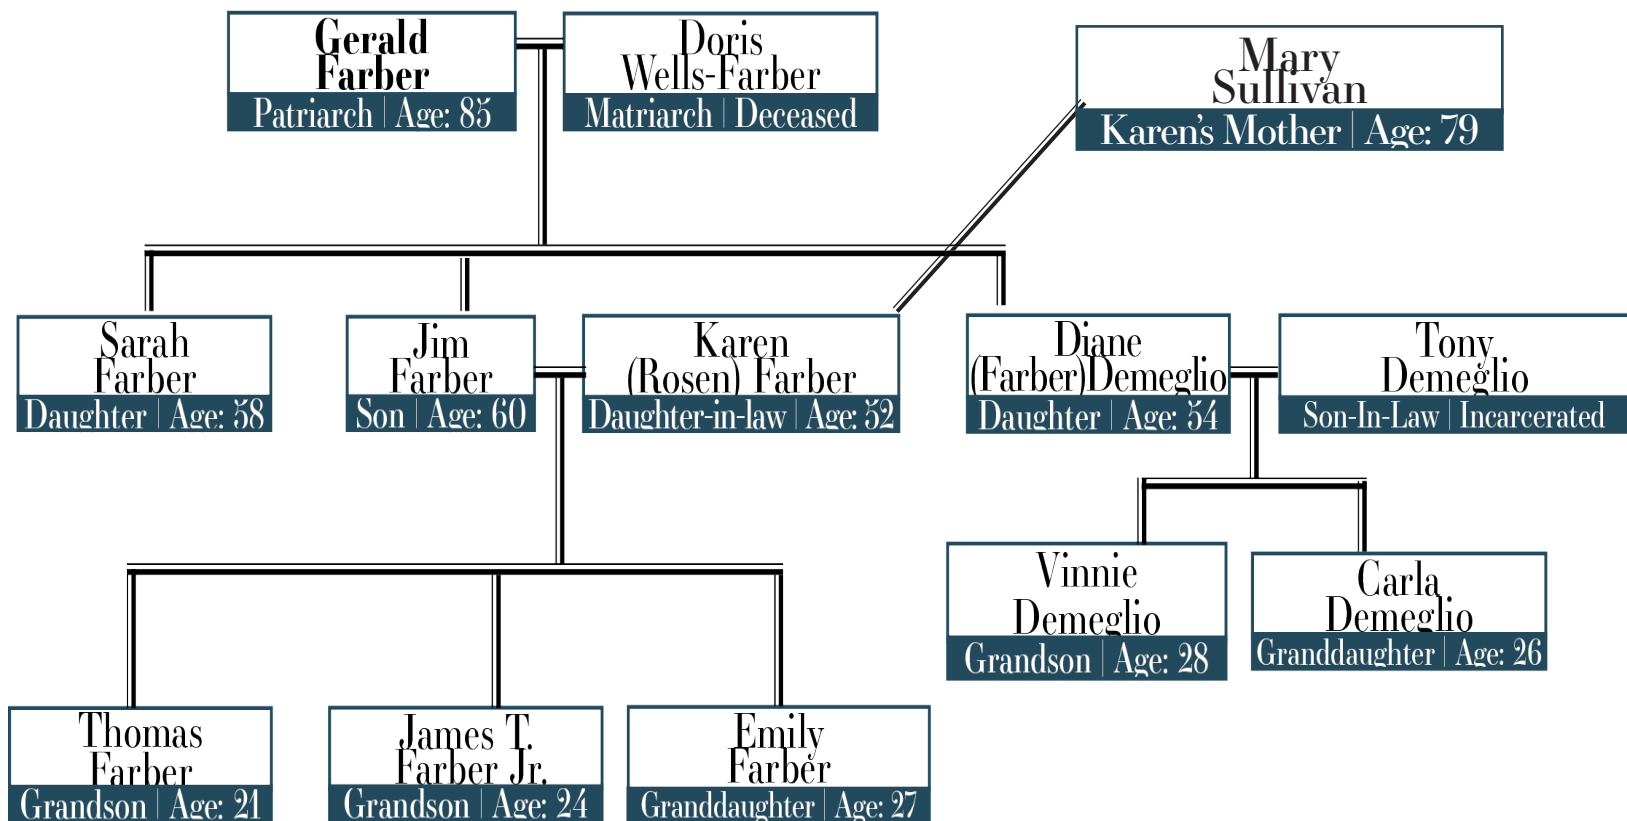 Gerald
Farber
Patriarch | Age: 85
Doris
Wells-Farber
Matriarch | Deceased
Mary
Sullivan
Karen's Mother | Age: 79
Sarah
Farber
Daughter | Age: 58
Jim
Farber
Son | Age: 60
Karen
(Rosen) Farber
Daughter-in-law | Age: 52
Diane
(Farber)Demeglio
Daughter | Age: 54
Tony
Demeglio
Son-In-Law | Incarcerated
Vinnie
Demeglio
Grandson | Age: 28
Carla
Demeglio
Granddaughter | Age: 26
Thomas
Farber
Grandson | Age: 21
James T.
Farber Jr.
Grandson | Age: 24
Emily
Farber
Granddaughter | Age: 27